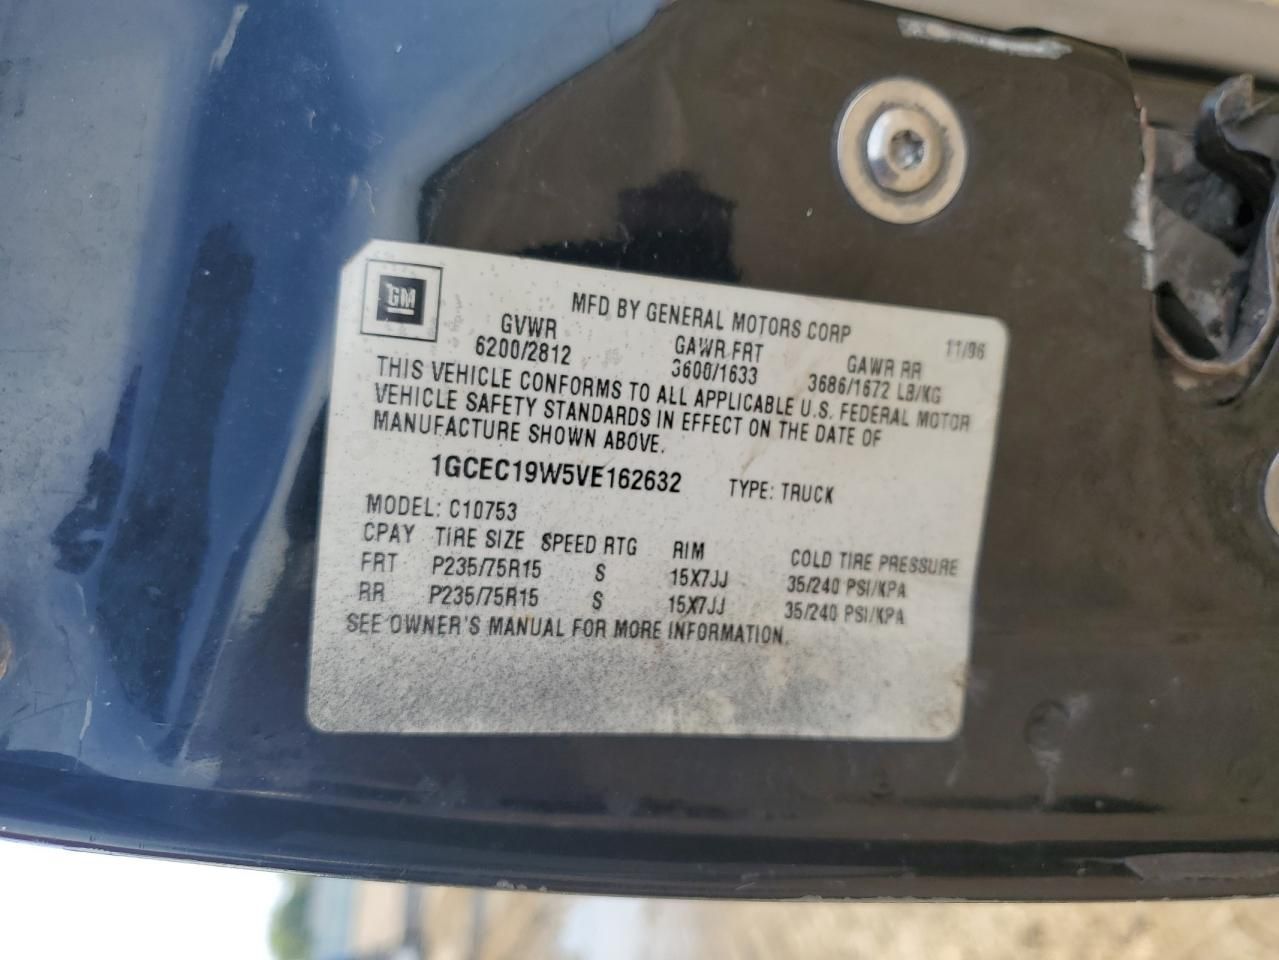 GM
MFD BY GENERAL MOTORS CORP 11/96
GVWR GAWR FRT GAWR RR
6200/2812 3600/1633 3686/1672 LB/KG
THIS VEHICLE CONFORMS TO ALL APPLICABLE U.S. FEDERAL MOTOR
VEHICLE SAFETY STANDARDS IN EFFECT ON THE DATE OF
MANUFACTURE SHOWN ABOVE.
1GCEC19W5VE162632 TYPE: TRUCK
MODEL: C10753
CPAY TIRE SIZE SPEED RTG RIM COLD TIRE PRESSURE
FRT P235/75R15 S 15X7JJ 35/240 PSI/KPA
RR P235/75R15 S 15X7JJ 35/240 PSI/KPA
SEE OWNER'S MANUAL FOR MORE INFORMATION.